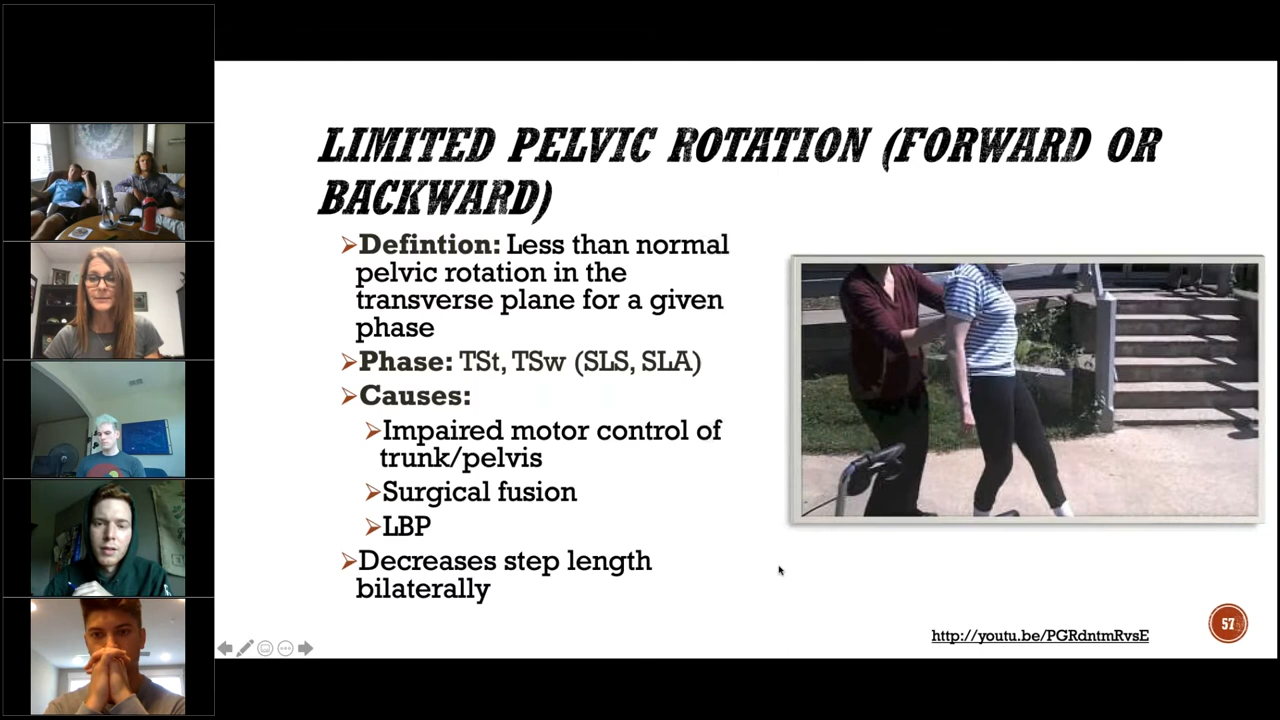 LIMITED PELVIC ROTATION (FORWARD OR
BACKWARD)
➢Defintion: Less than normal
pelvic rotation in the
transverse plane for a given
phase
➢Phase: TSt, TSw (SLS, SLA)
➢Causes:
➢Impaired motor control of
trunk/pelvis
➢Surgical fusion
➢LBP
➢Decreases step length
bilaterally
http://youtu.be/PGRdntmRvsE
57